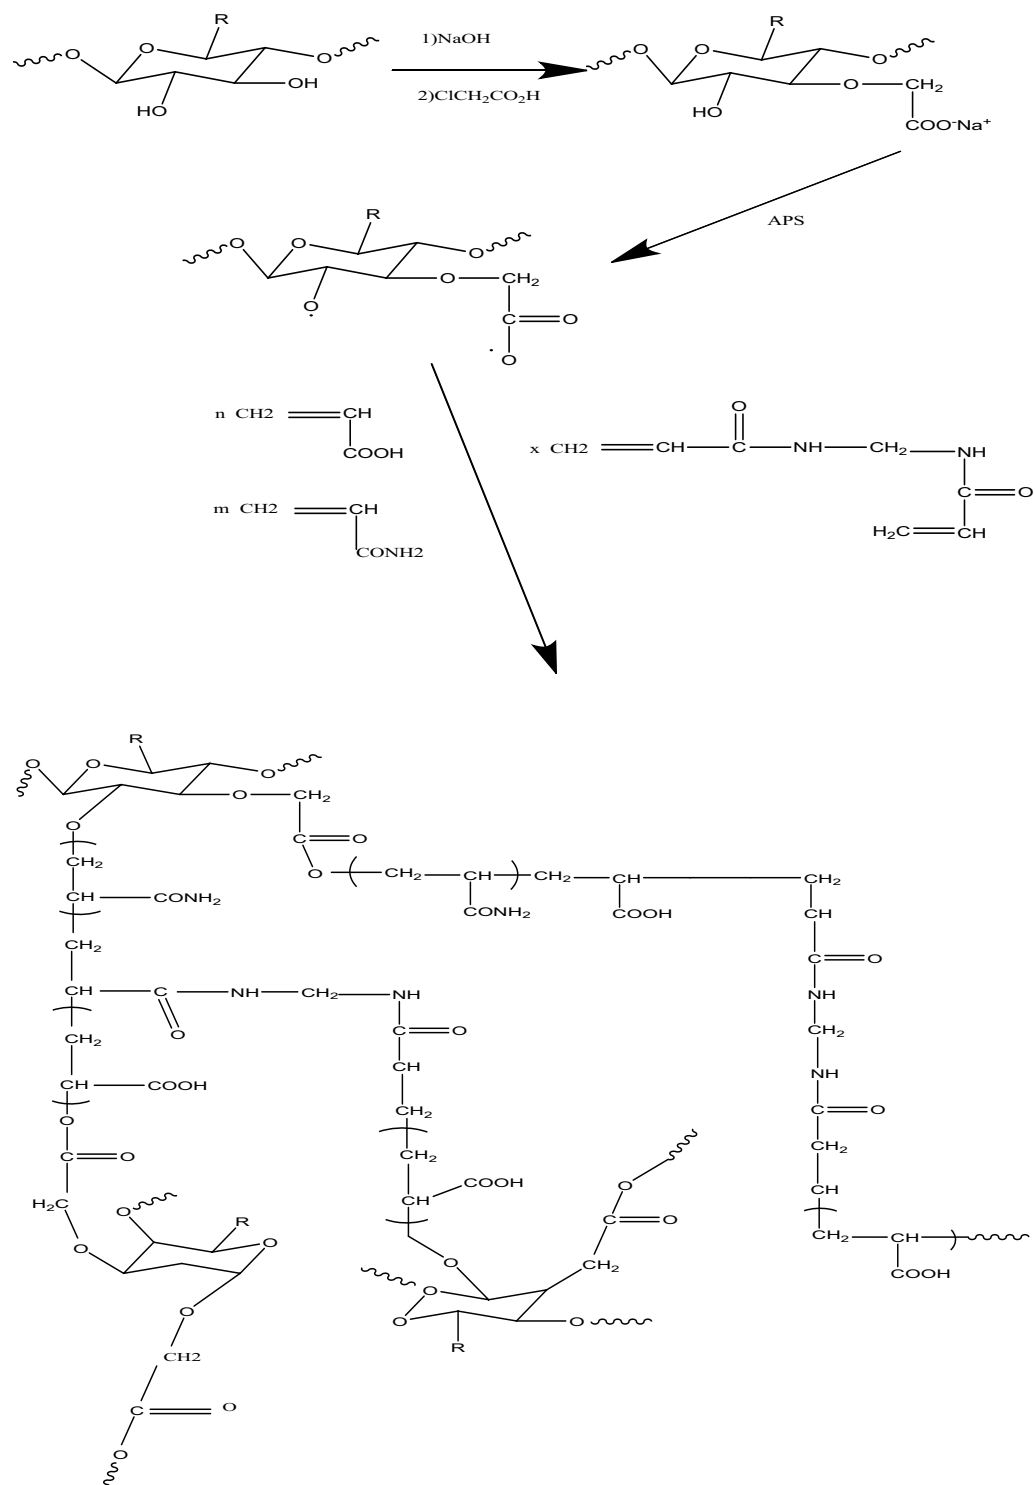 R
O
O
O
OH
HO
1)NaOH
2)ClCH₂CO₂H
R
O
O
O
O
CH₂
HO
COO⁻Na⁺
APS
R
O
O
O
O
CH₂
O
.
C
O
.
O
n CH2
CH
COOH
m CH2
CH
CONH2
O
x CH2
CH
C
NH
CH₂
NH
C
O
H₂C
CH
R
O
O
O
O
CH₂
O
C
O
CH₂
O
CH₂
CH
CH₂
CH
CH₂
CH
CONH₂
CONH₂
COOH
CH
CH₂
C
O
CH
C
NH
CH₂
NH
NH
O
CH₂
C
O
CH₂
CH
NH
CH
COOH
CH₂
C
O
O
CH₂
CH₂
C
O
CH
COOH
CH
H₂C
O
O
R
O
C
O
CH₂
CH
O
O
CH₂
COOH
O
O
O
O
R
CH2
C
O
O